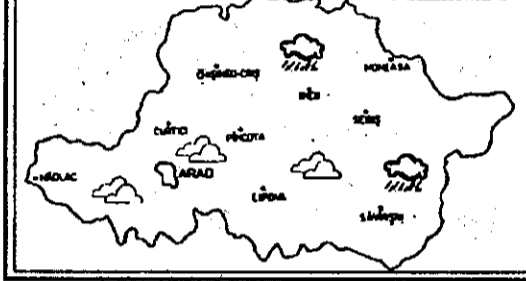 CHIȘINEU-CRIȘ
MONEASA
INEU
SEBIȘ
CURTICI
PÎNCOTA
NĂDLAC
ARAD
LIPOVA
SĂVÎRȘIN